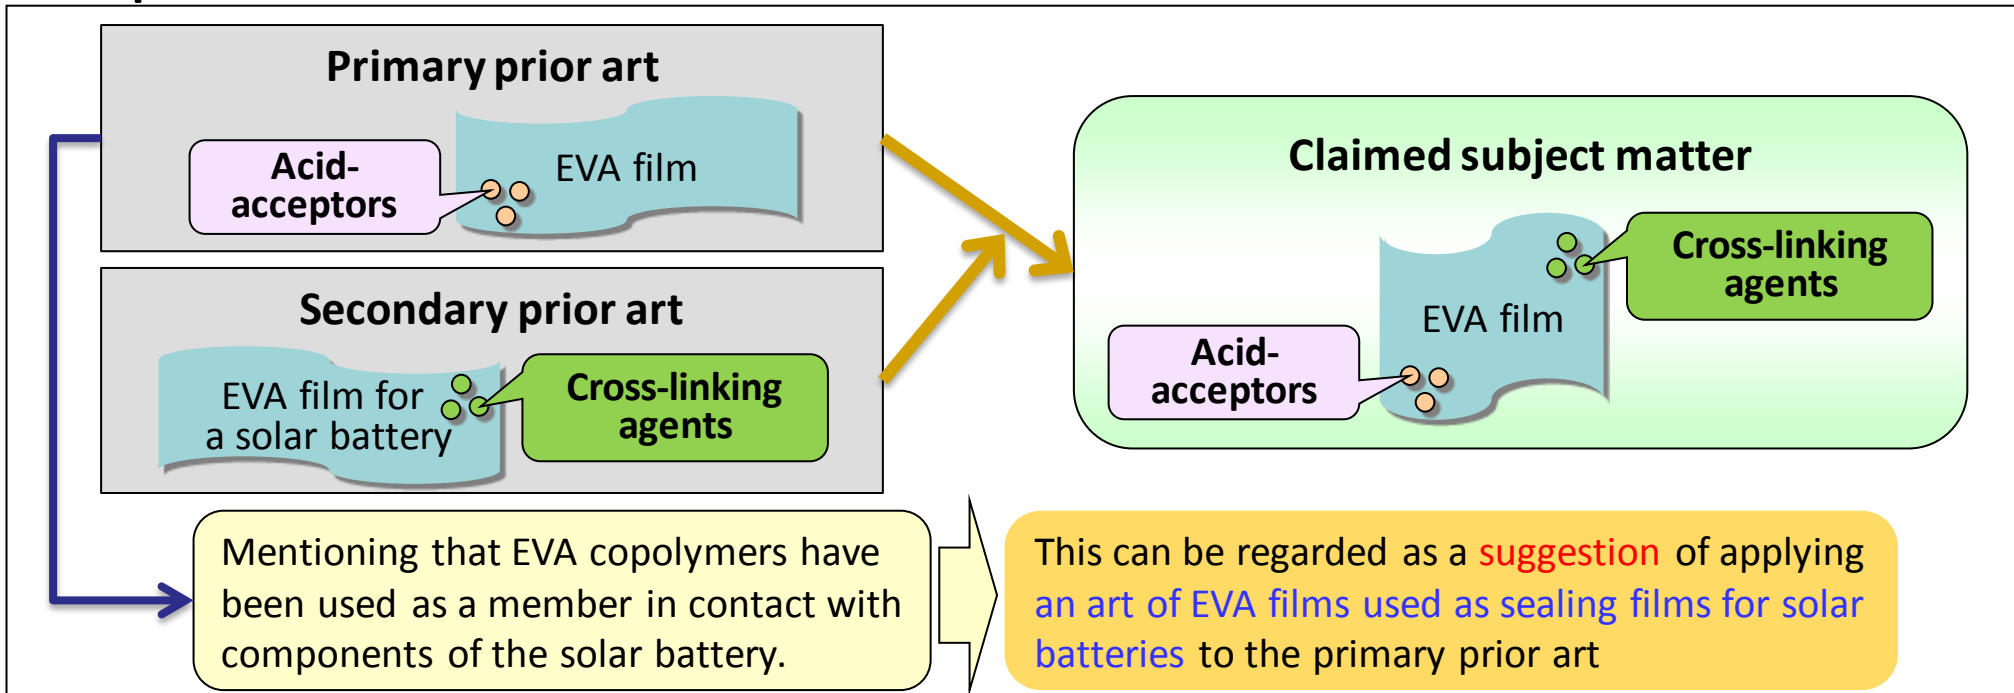 Primary prior art
Acid-
acceptors
EVA film
Secondary prior art
EVA film for
a solar battery
Cross-linking
agents
Claimed subject matter
Cross-linking
agents
EVA film
Acid-
acceptors
Mentioning that EVA copolymers have
been used as a member in contact with
components of the solar battery.
This can be regarded as a suggestion of applying
an art of EVA films used as sealing films for solar
batteries to the primary prior art